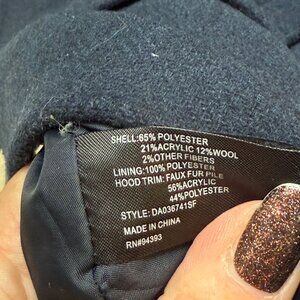 SHELL:65% POLYESTER
21%ACRYLIC 12%WOOL
2%OTHER FIBERS
LINING:100% POLYESTER
HOOD TRIM: FAUX FUR PILE
56%ACRYLIC
44%POLYESTER
STYLE: DA036741SF
MADE IN CHINA
RN#94393